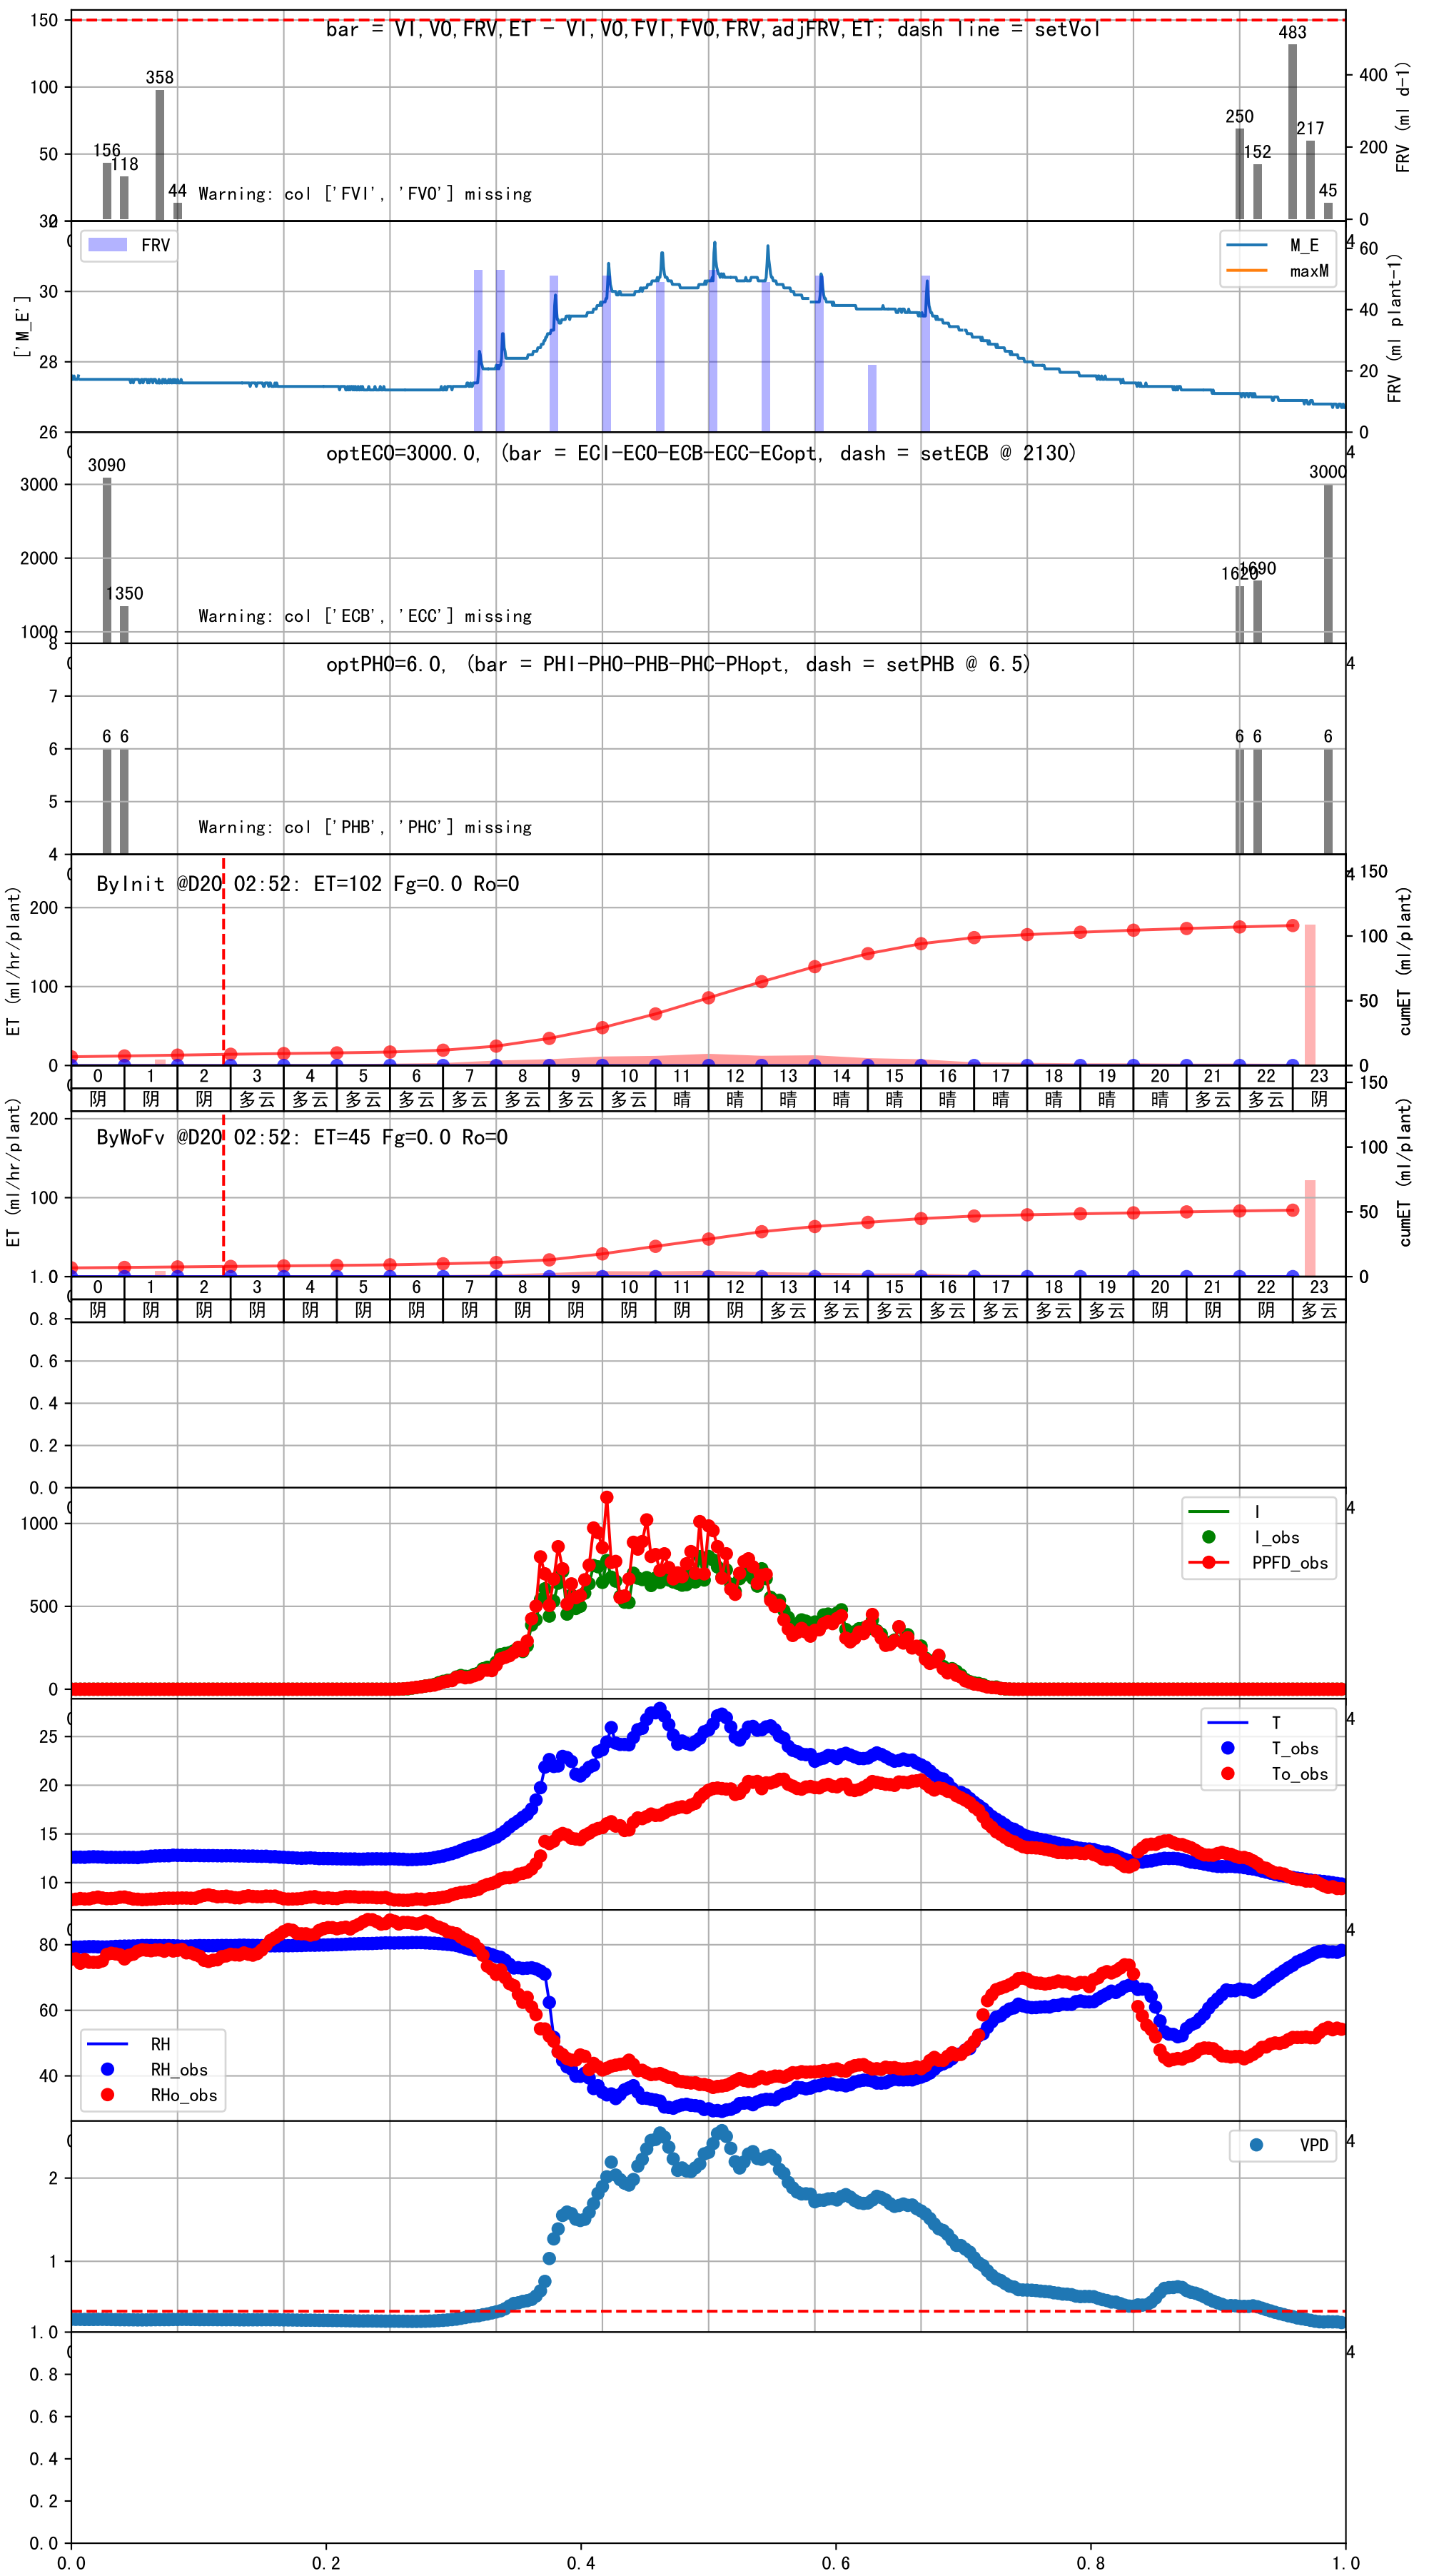 bar = VI,VO,FRV,ET - VI,VO,FVI,FVO,FRV,adjFRV,ET; dash line = setVol
150
100
50
FRV (ml d-1)
400
200
0
156
118
358
44
250
152
483
217
45
Warning: col ['FVI', 'FVO'] missing
['M_E']
30
28
26
FRV
M_E
maxM
FRV (ml plant-1)
60
40
20
0
optECO=3000.0, (bar = ECI-ECO-ECB-ECC-ECopt, dash = setECB @ 2130)
3000
2000
1000
3090
1350
1620
1690
3000
Warning: col ['ECB', 'ECC'] missing
optPHO=6.0, (bar = PHI-PHO-PHB-PHC-PHopt, dash = setPHB @ 6.5)
8
7
6
5
4
6 6
6 6
6
Warning: col ['PHB', 'PHC'] missing
ByInit @D20 02:52: ET=102 Fg=0.0 Ro=0
ET (ml/hr/plant)
200
100
0
cumET (ml/plant)
150
100
50
0
0 1 2 3 4 5 6 7 8 9 10 11 12 13 14 15 16 17 18 19 20 21 22 23
阴 阴 阴 多云 多云 多云 多云 多云 多云 多云 多云 晴 晴 晴 晴 晴 晴 晴 晴 晴 晴 多云 多云 阴
ByWoFv @D20 02:52: ET=45 Fg=0.0 Ro=0
ET (ml/hr/plant)
200
100
cumET (ml/plant)
150
100
50
0
0 1 2 3 4 5 6 7 8 9 10 11 12 13 14 15 16 17 18 19 20 21 22 23
阴 阴 阴 阴 阴 阴 阴 阴 阴 阴 阴 阴 阴 多云 多云 多云 多云 多云 多云 多云 阴 阴 阴 多云
1.0
0.8
0.6
0.4
0.2
0.0
1000
500
0
I
I_obs
PPFD_obs
25
20
15
10
T
T_obs
To_obs
80
60
40
RH
RH_obs
RHo_obs
2
1
VPD
1.0
0.8
0.6
0.4
0.2
0.0
0.0 0.2 0.4 0.6 0.8 1.0